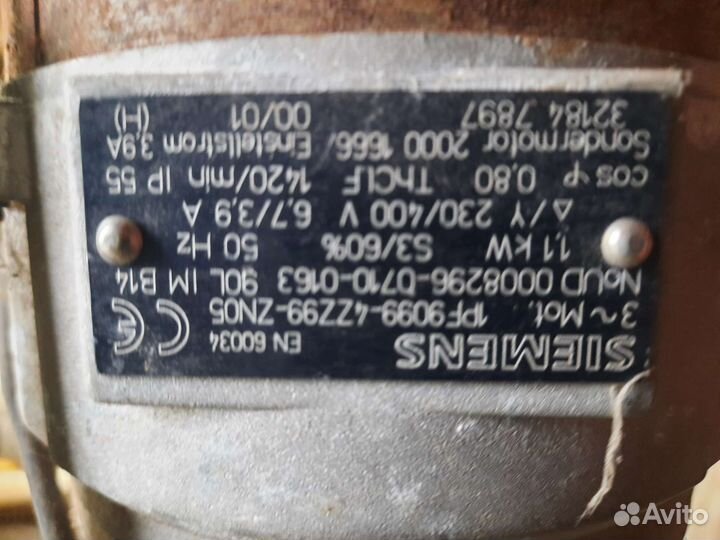 SIEMENS EN 60034 CE
3 ~ Mot. 1PF9099-4ZZ99-ZN05
NoUD 0008296-0710-0163 90L IM B14
1,1 KW S3/60% 50 Hz
Δ/Y 230/400 V 6,7/3,9 A
cos φ 0,80 ThCLF 1420/min IP 55
Sondermotor 2000 1666/ Einstellstrom 3,9A
32184 7897 00/01 (H)
Avito